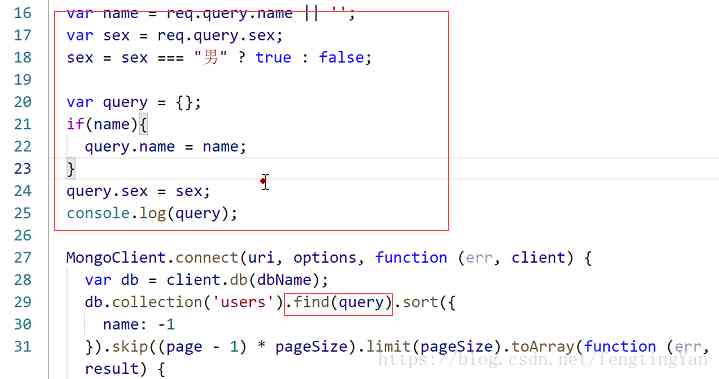 16 var name = req.query.name || '';
17 var sex = req.query.sex;
18 sex = sex === "男" ? true : false;
19
20 var query = {};
21 if(name){
22 query.name = name;
23 }
24 query.sex = sex;
25 console.log(query);
26
27 MongoClient.connect(uri, options, function (err, client) {
28 var db = client.db(dbName);
29 db.collection('users').find(query).sort({
30 name: -1
31 }).skip((page - 1) * pageSize).limit(pageSize).toArray(function (err,
result) {
https://blog.csdn.net/fengtingYan